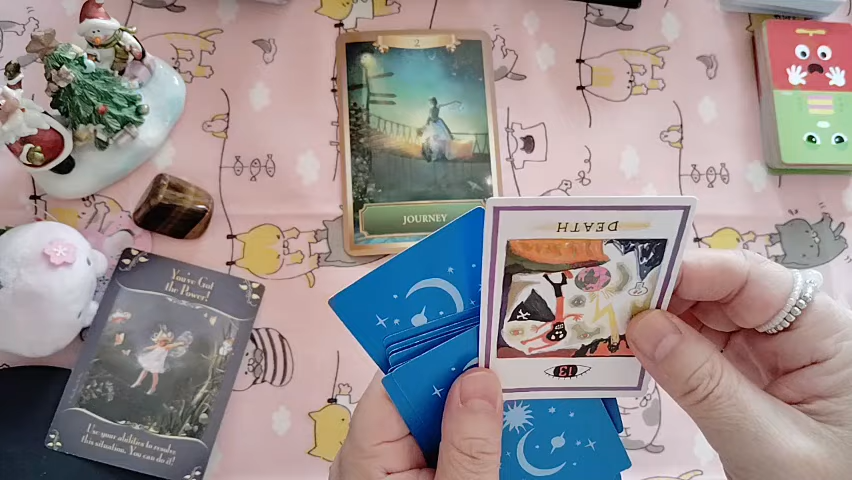 2
JOURNEY
DEATH
13
You've Got
the Power!
Use your abilities to resolve
this situation. You can do it!